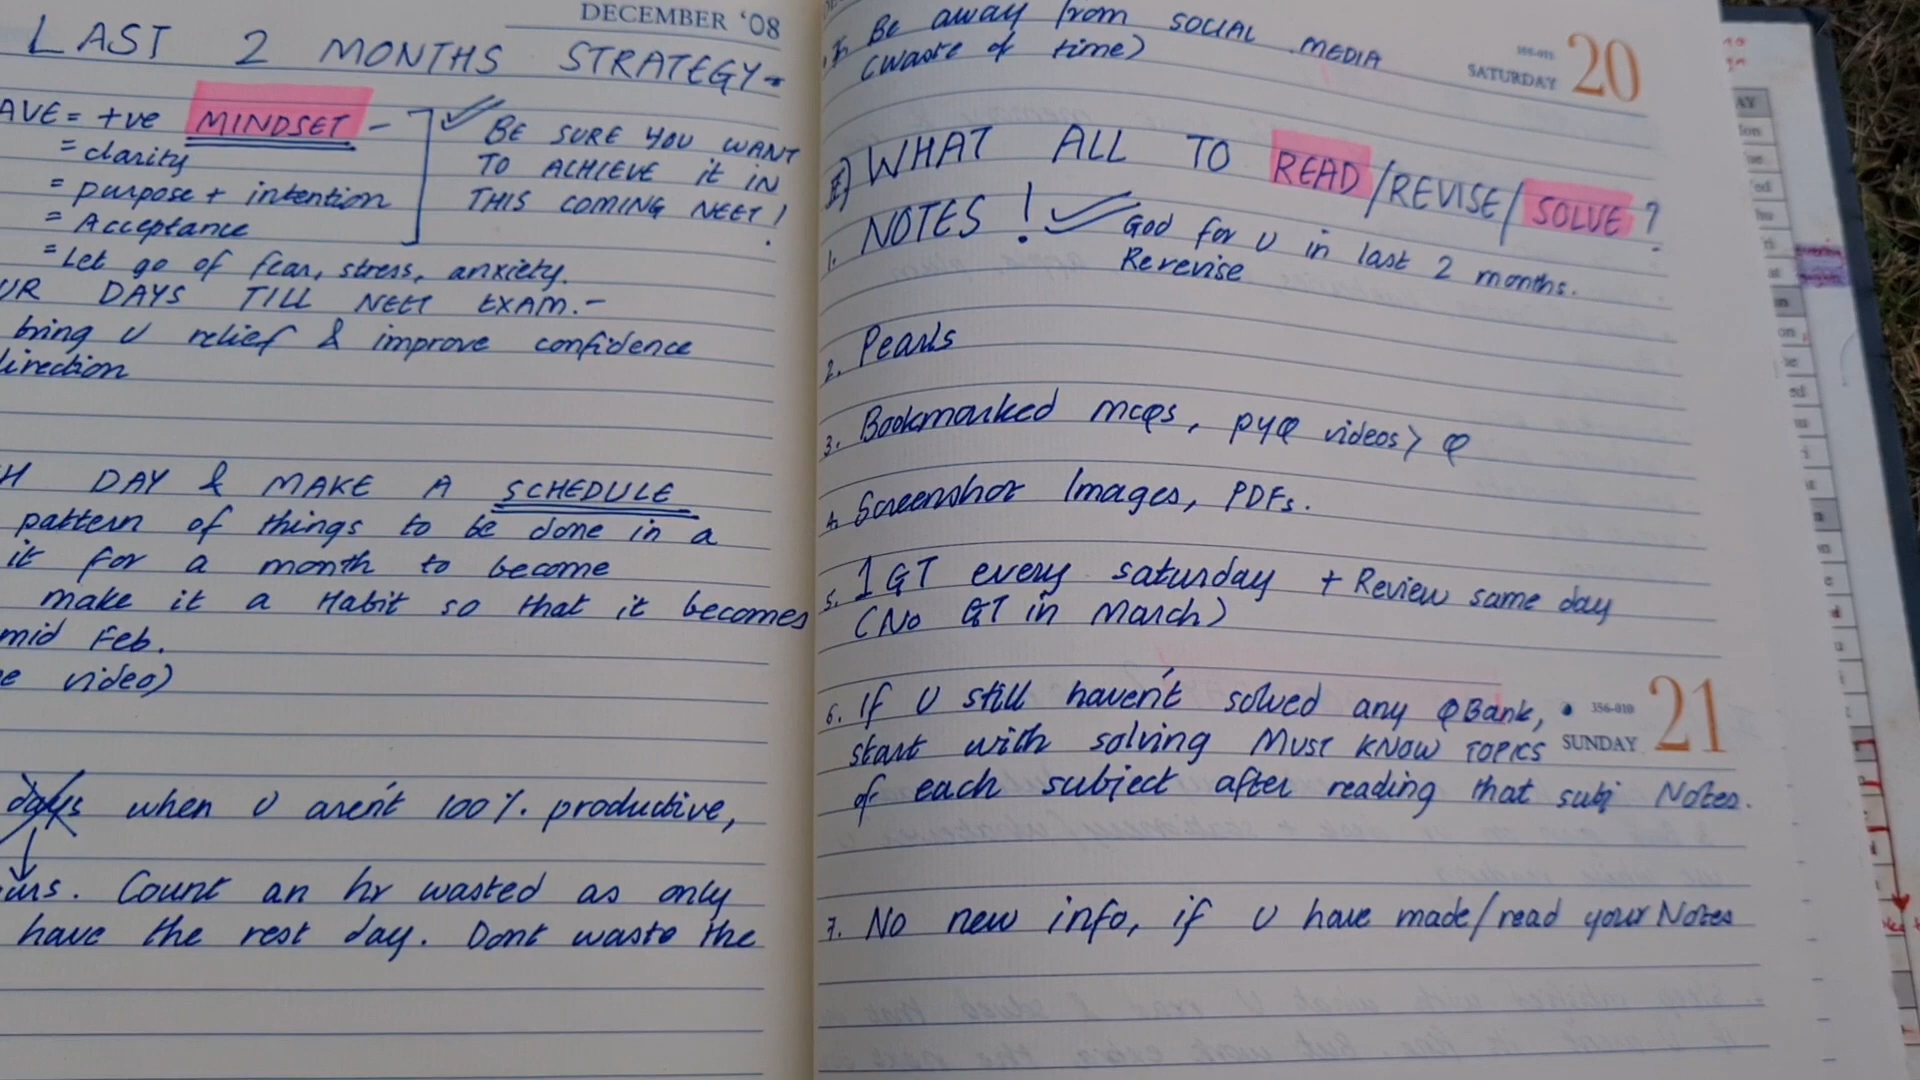 DECEMBER '08
LAST 2 MONTHS STRATEGY-
AVE = +ve MINDSET -
= clarity
= purpose + intention
= Acceptance
= Let go of fear, stress, anxiety.
BE SURE YOU WANT
TO ACHIEVE it IN
THIS COMING NEET!
UR DAYS TILL NEET EXAM.-
bring U relief & improve confidence
direction
H DAY & MAKE A SCHEDULE
pattern of things to be done in a
it for a month to become
make it a Habit so that it becomes
mid Feb.
e video)
days when U aren't 100%. productive,
urs. Count an hr wasted as only
have the rest day. Dont waste the
7. Be away from SOCIAL MEDIA
(waste of time)
SATURDAY 20
II) WHAT ALL TO READ/REVISE/SOLVE?
1. NOTES! God for U in last 2 months.
Rerevise
2. Pearls
3. Bookmarked mcqs, pyQ videos> Q
4. Screenshot Images, PDFs.
5. 1 GT every saturday + Review same day
(No GT in March)
6. If U still haven't solved any QBank,
356-010
SUNDAY 21
start with solving MUST KNOW TOPICS
of each subject after reading that subj Notes.
7. No new info, if U have made/read your Notes